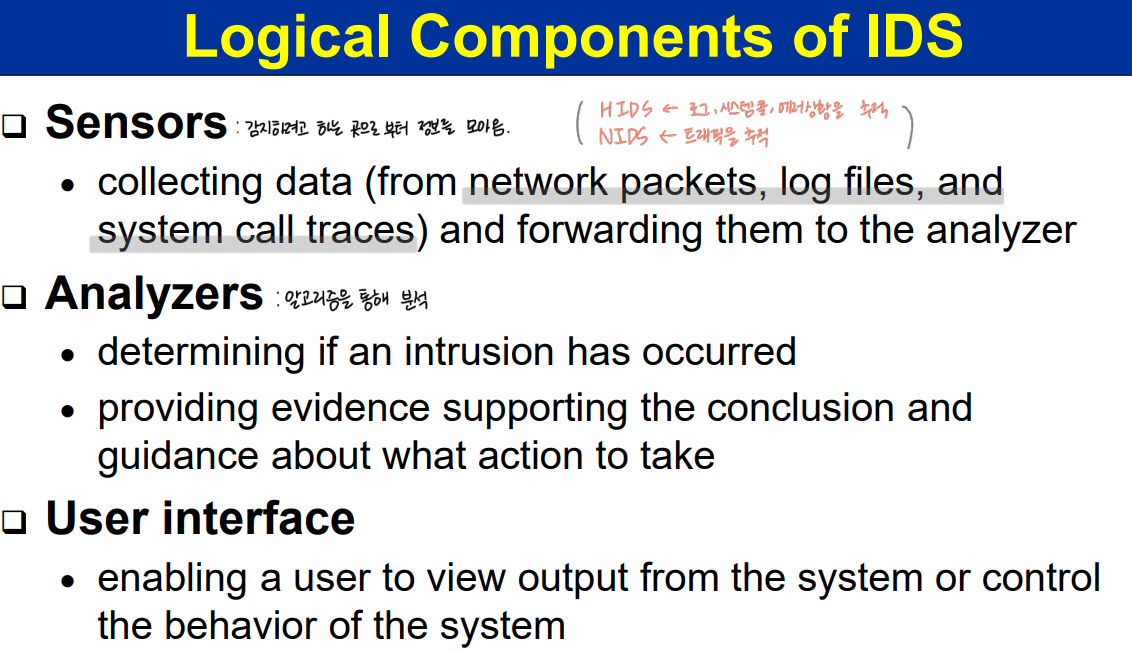 Logical Components of IDS
❑ Sensors :감지하려고 하는 곳으로 부터 정보를 모아옴. ( HIDS ← 로그, 시스템콜, 에러상황을 추적
NIDS ← 트래픽을 추적 )
• collecting data (from network packets, log files, and
system call traces) and forwarding them to the analyzer
❑ Analyzers : 알고리즘을 통해 분석
• determining if an intrusion has occurred
• providing evidence supporting the conclusion and
guidance about what action to take
❑ User interface
• enabling a user to view output from the system or control
the behavior of the system